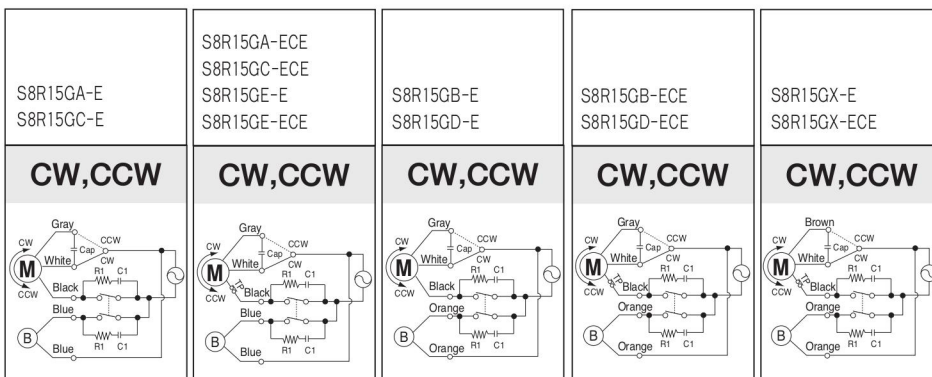 S8R15GA-E
S8R15GC-E
CW,CCW
Gray
CW
CCW
Cap
White
CW
M
R1 C1
Black
CCW
Blue
B
R1 C1
Blue
S8R15GA-ECE
S8R15GC-ECE
S8R15GE-E
S8R15GE-ECE
CW,CCW
Gray
CW
CCW
Cap
White
CW
M
R1 C1
TP
Black
CCW
Blue
B
R1 C1
Blue
S8R15GB-E
S8R15GD-E
CW,CCW
Gray
CW
CCW
Cap
White
CW
M
R1 C1
Black
CCW
Orange
B
R1 C1
Orange
S8R15GB-ECE
S8R15GD-ECE
CW,CCW
Gray
CW
CCW
Cap
White
CW
M
R1 C1
TP
Black
CCW
Orange
B
R1 C1
Orange
S8R15GX-E
S8R15GX-ECE
CW,CCW
Brown
CW
CCW
Cap
White
CW
M
R1 C1
TP
Black
CCW
Orange
B
R1 C1
Orange